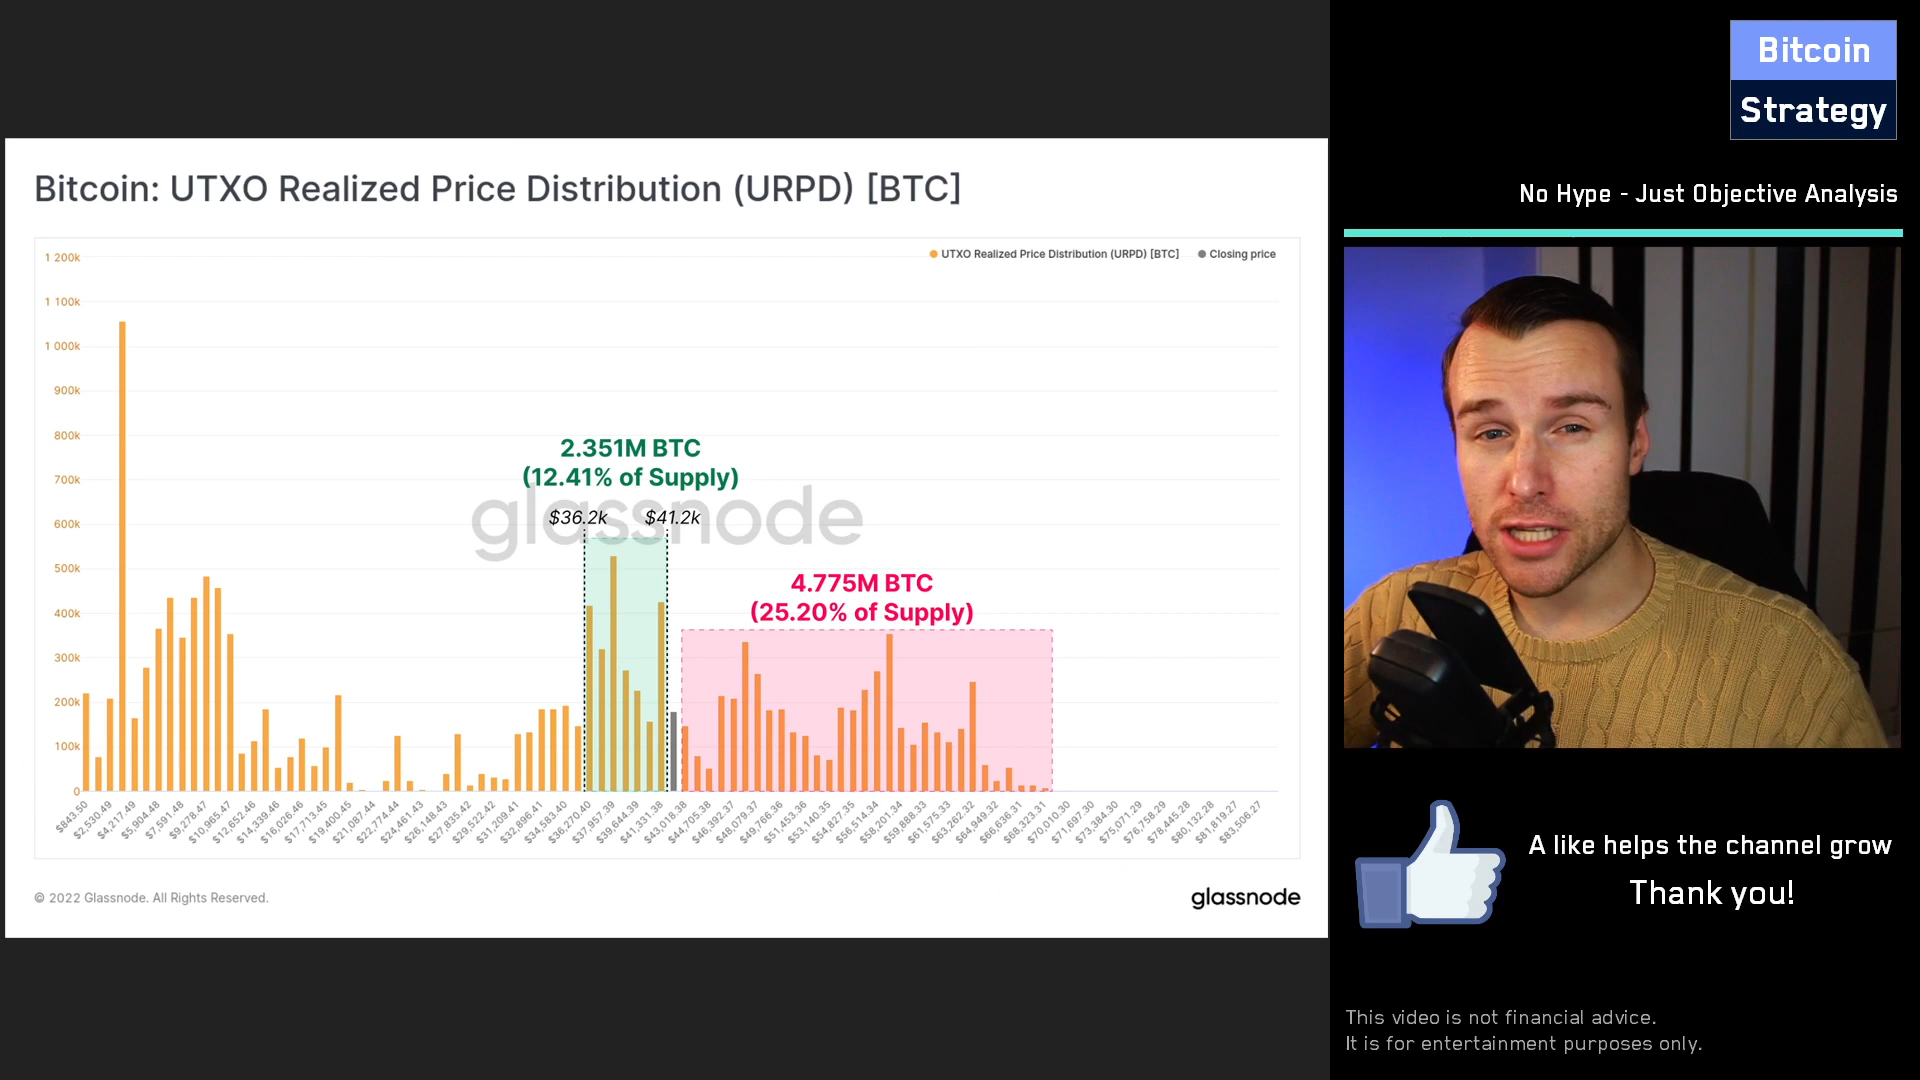 Bitcoin: UTXO Realized Price Distribution (URPD) [BTC]
UTXO Realized Price Distribution (URPD) [BTC]
Closing price
1 200k
1 100k
1 000k
900k
800k
700k
600k
500k
400k
300k
200k
100k
0
2.351M BTC
(12.41% of Supply)
glassnode
$36.2k
$41.2k
4.775M BTC
(25.20% of Supply)
$843.50
$2,530.49
$4,217.49
$5,904.48
$7,591.48
$9,278.47
$10,965.47
$12,652.46
$14,339.46
$16,026.46
$17,713.45
$19,400.45
$21,087.44
$22,774.44
$24,461.43
$26,148.43
$27,835.42
$29,522.42
$31,209.41
$32,896.41
$34,583.40
$36,270.40
$37,957.39
$39,644.39
$41,331.38
$43,018.38
$44,705.38
$46,392.37
$48,079.37
$49,766.36
$51,453.36
$53,140.35
$54,827.35
$56,514.34
$58,201.34
$59,888.33
$61,575.33
$63,262.32
$64,949.32
$66,636.31
$68,323.31
$70,010.30
$71,697.30
$73,384.30
$75,071.29
$76,758.29
$78,445.28
$80,132.28
$81,819.27
$83,506.27
© 2022 Glassnode. All Rights Reserved.
glassnode
Bitcoin
Strategy
No Hype - Just Objective Analysis
A like helps the channel grow
Thank you!
This video is not financial advice.
It is for entertainment purposes only.